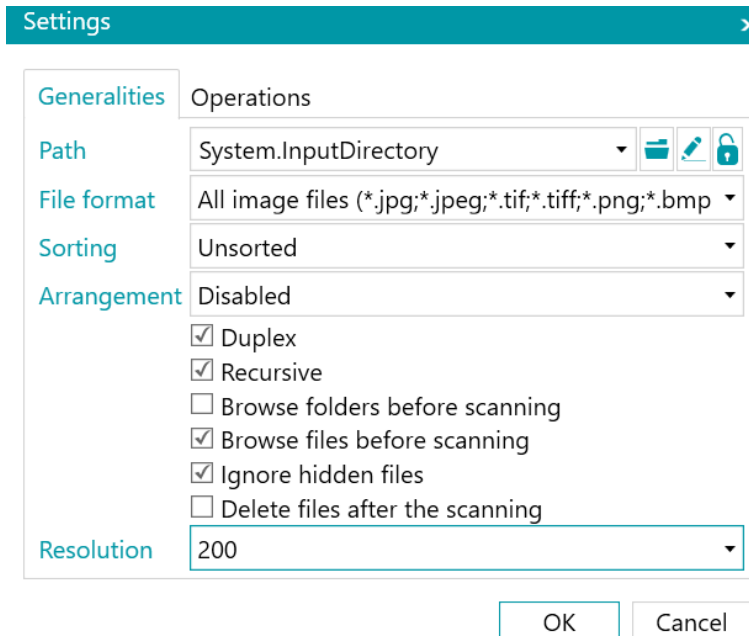 Settings
Generalities Operations
Path System.InputDirectory
File format All image files (*.jpg;*.jpeg;*.tif;*.tiff;*.png;*.bmp
Sorting Unsorted
Arrangement Disabled
Duplex
Recursive
Browse folders before scanning
Browse files before scanning
Ignore hidden files
Delete files after the scanning
Resolution 200
OK Cancel